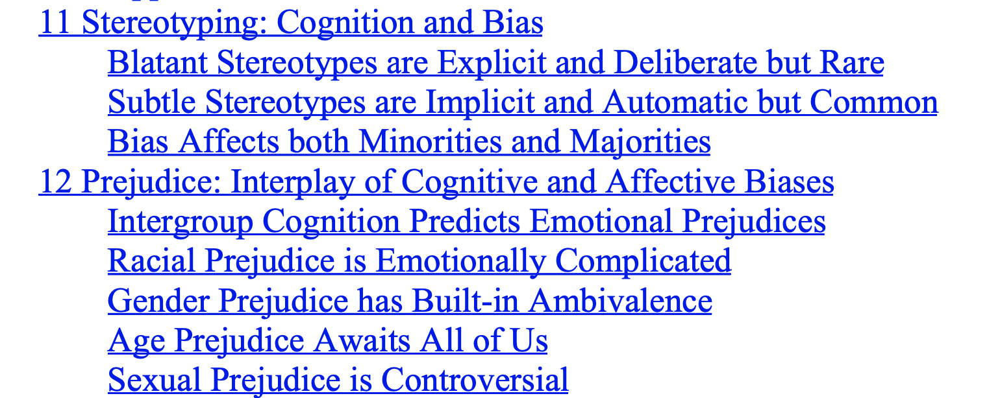 11 Stereotyping: Cognition and Bias
Blatant Stereotypes are Explicit and Deliberate but Rare
Subtle Stereotypes are Implicit and Automatic but Common
Bias Affects both Minorities and Majorities
12 Prejudice: Interplay of Cognitive and Affective Biases
Intergroup Cognition Predicts Emotional Prejudices
Racial Prejudice is Emotionally Complicated
Gender Prejudice has Built-in Ambivalence
Age Prejudice Awaits All of Us
Sexual Prejudice is Controversial